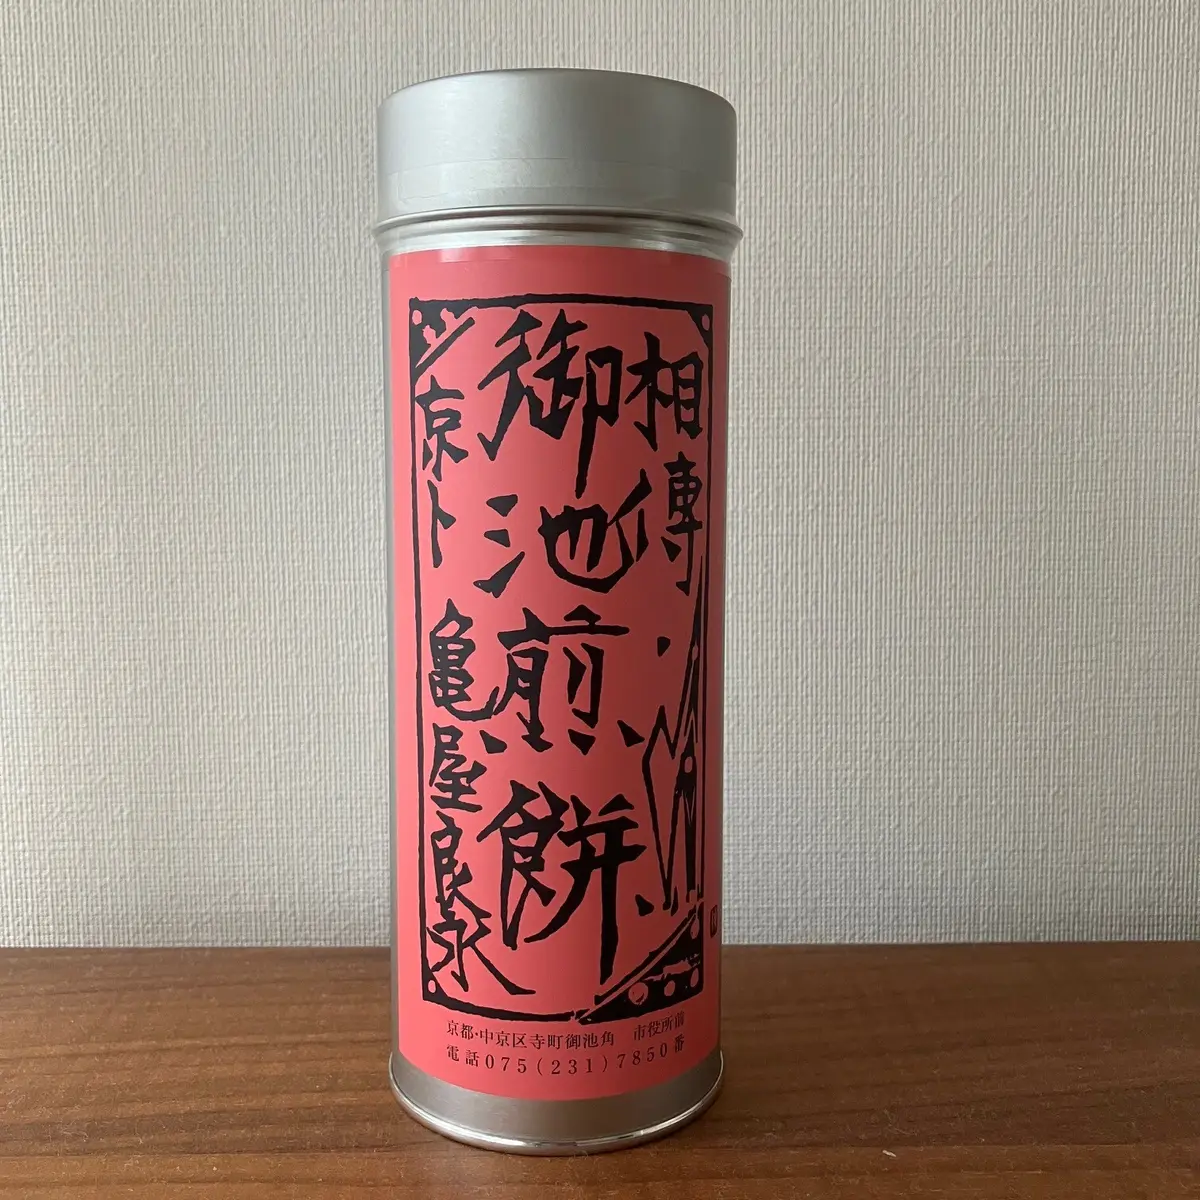 相傳
御池煎餅
京ト 亀屋良永
京都・中京区寺町御池角 市役所前
電話075(231)7850番